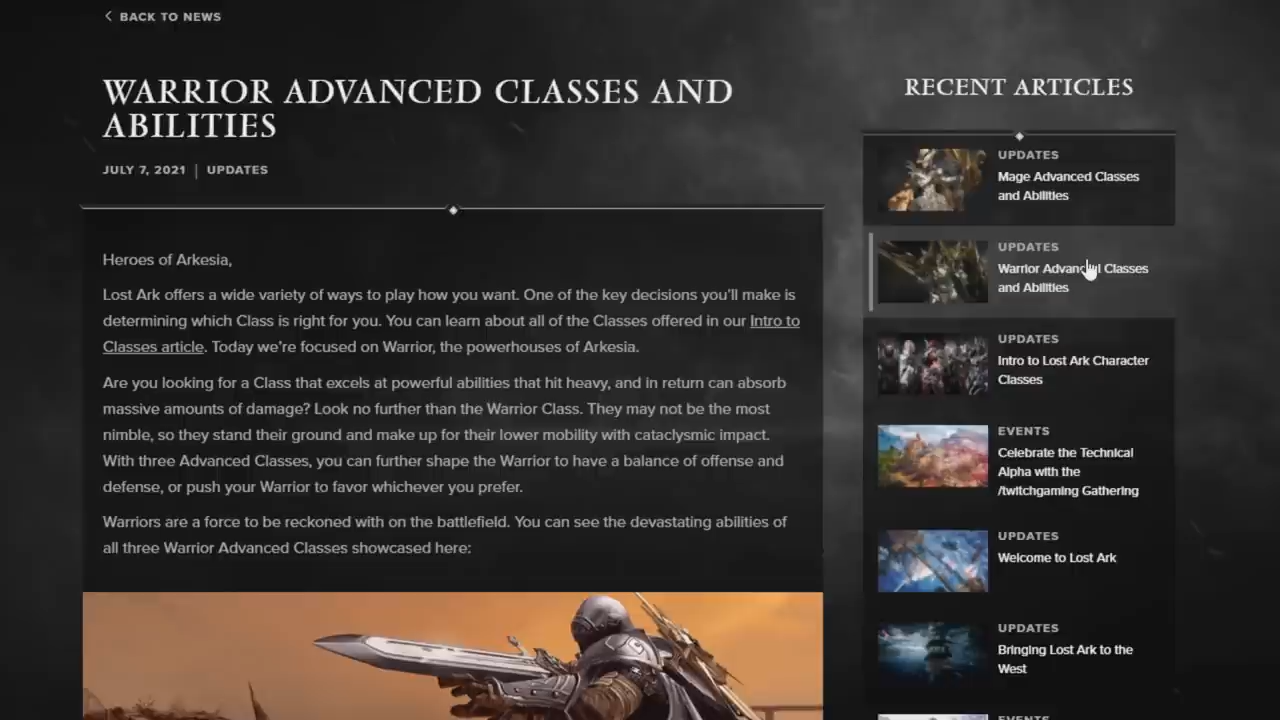 BACK TO NEWS
WARRIOR ADVANCED CLASSES AND
ABILITIES
JULY 7, 2021 | UPDATES
Heroes of Arkesia,
Lost Ark offers a wide variety of ways to play how you want. One of the key decisions you'll make is
determining which Class is right for you. You can learn about all of the Classes offered in our Intro to
Classes article. Today we're focused on Warrior, the powerhouses of Arkesia.
Are you looking for a Class that excels at powerful abilities that hit heavy, and in return can absorb
massive amounts of damage? Look no further than the Warrior Class. They may not be the most
nimble, so they stand their ground and make up for their lower mobility with cataclysmic impact.
With three Advanced Classes, you can further shape the Warrior to have a balance of offense and
defense, or push your Warrior to favor whichever you prefer.
Warriors are a force to be reckoned with on the battlefield. You can see the devastating abilities of
all three Warrior Advanced Classes showcased here:
RECENT ARTICLES
UPDATES
Mage Advanced Classes
and Abilities
UPDATES
Warrior Advanced Classes
and Abilities
UPDATES
Intro to Lost Ark Character
Classes
EVENTS
Celebrate the Technical
Alpha with the
/twitchgaming Gathering
UPDATES
Welcome to Lost Ark
UPDATES
Bringing Lost Ark to the
West
EVENTS